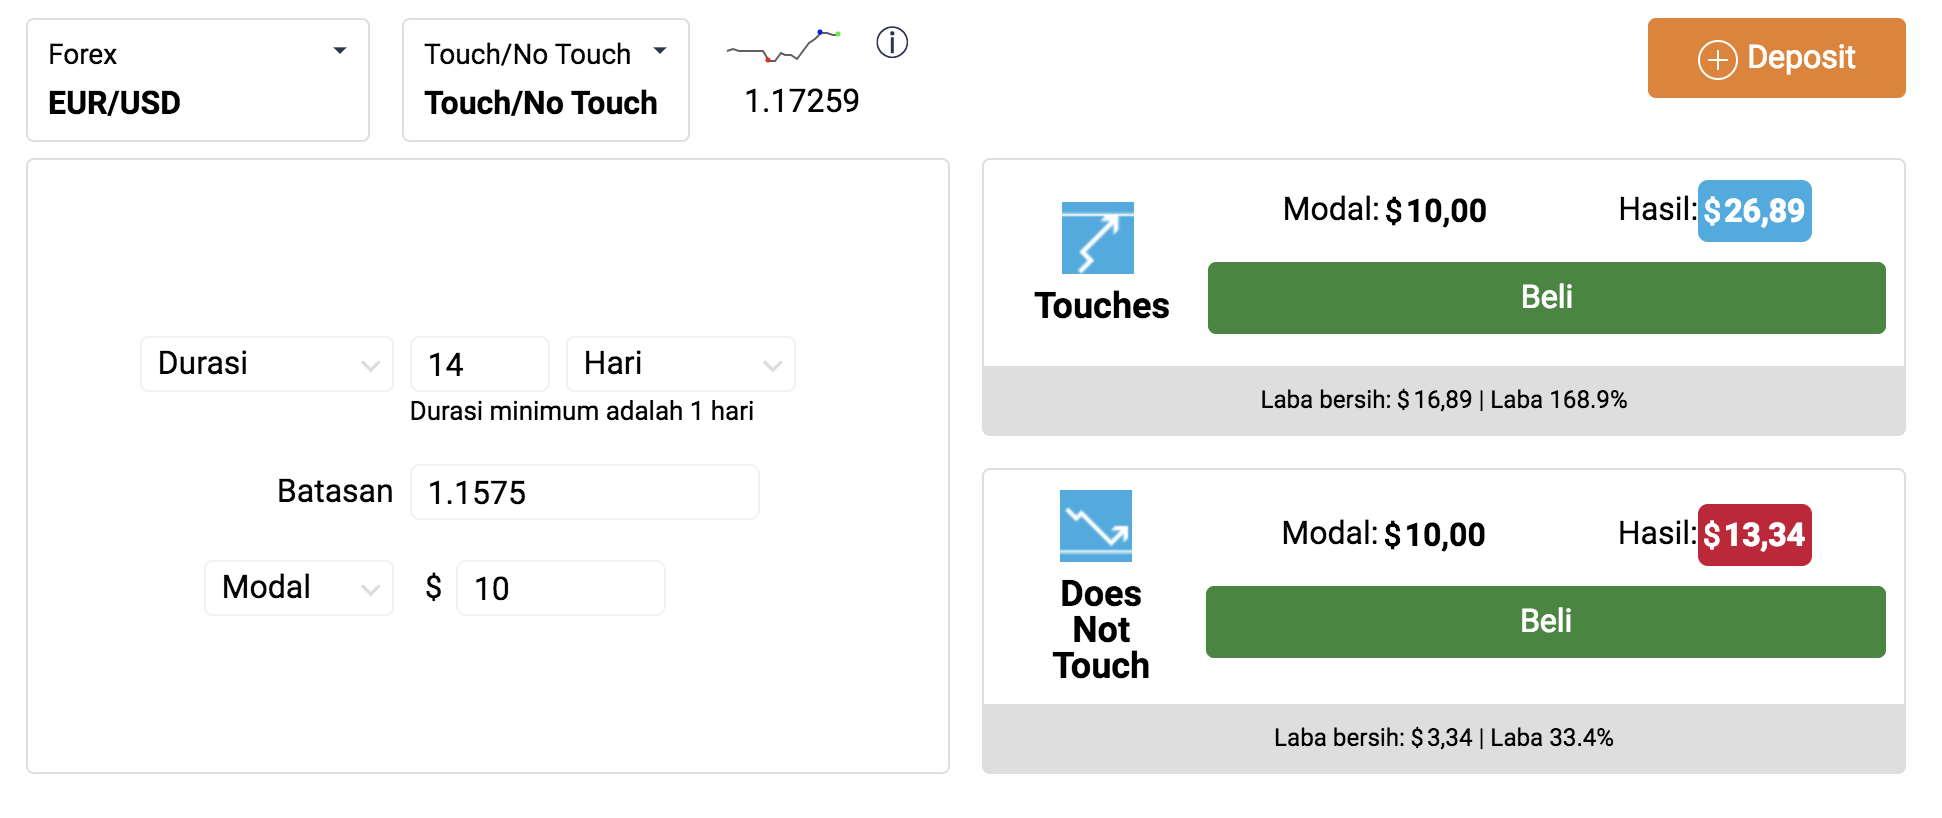 Forex
EUR/USD
Touch/No Touch
Touch/No Touch
1.17259
Deposit
Durasi 14 Hari
Durasi minimum adalah 1 hari
Batasan 1.1575
Modal $ 10
Touches
Modal: $10,00 Hasil: $26,89
Beli
Laba bersih: $16,89 | Laba 168.9%
Does
Not
Touch
Modal: $10,00 Hasil: $13,34
Beli
Laba bersih: $3,34 | Laba 33.4%